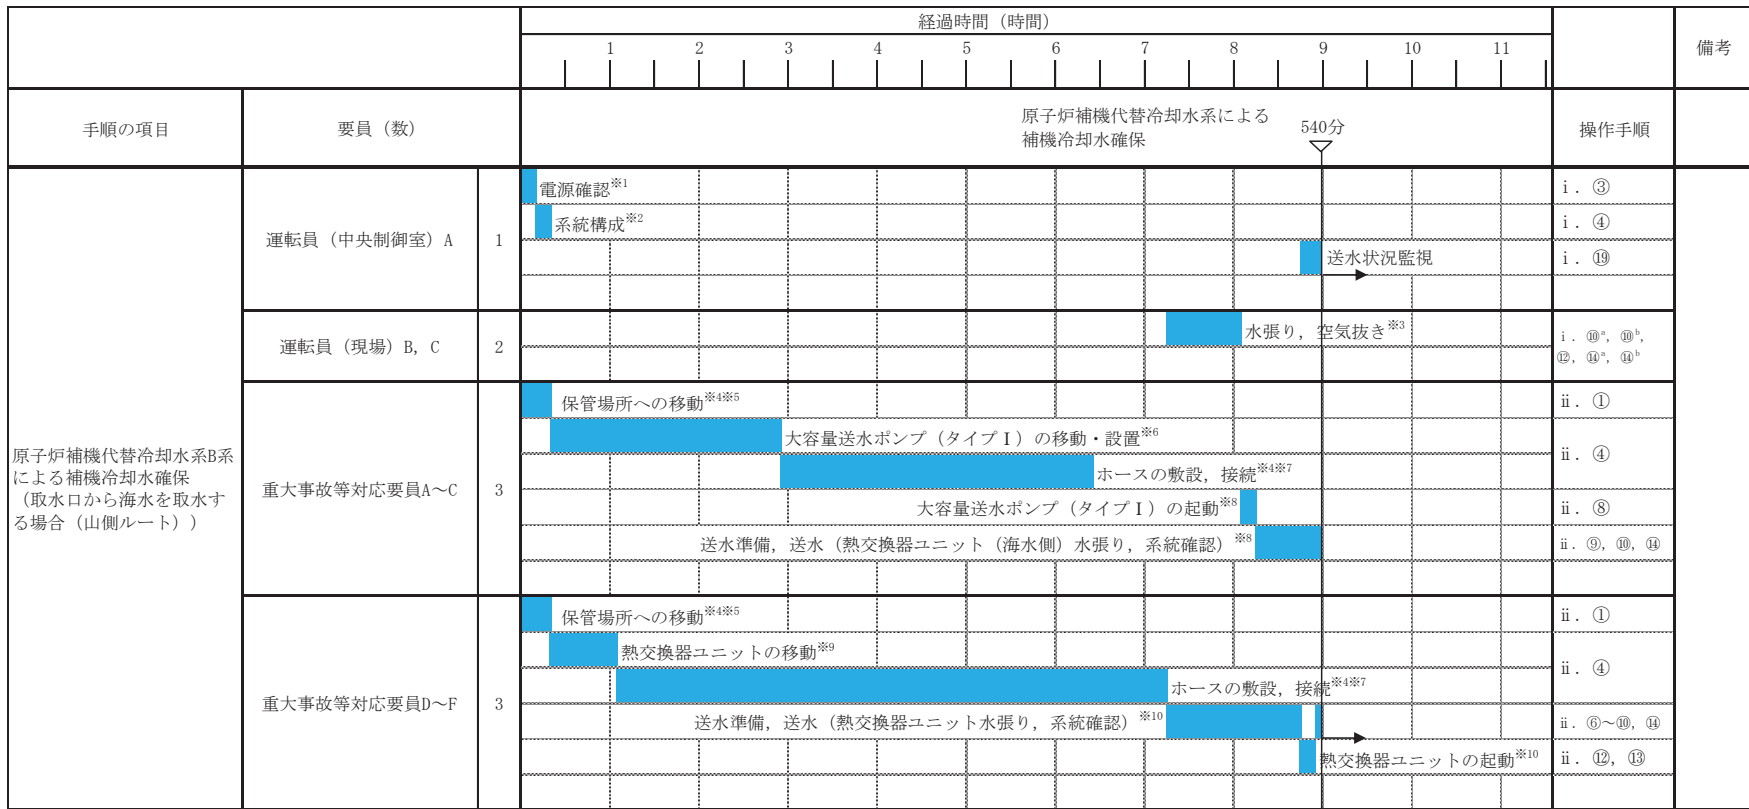 経過時間（時間）
1 2 3 4 5 6 7 8 9 10 11
備考
手順の項目
要員（数）
原子炉補機代替冷却水系による
補機冷却水確保
540分
操作手順
原子炉補機代替冷却水系B系
による補機冷却水確保
（取水口から海水を取水す
る場合（山側ルート））
運転員（中央制御室）A
1
電源確認※1
ⅰ．③
系統構成※2
ⅰ．④
送水状況監視
ⅰ．⑲
運転員（現場）B，C
2
水張り，空気抜き※3
ⅰ．⑩a，⑩b，
⑫，⑭a，⑭b
重大事故等対応要員A～C
3
保管場所への移動※4※5
ⅱ．①
大容量送水ポンプ（タイプⅠ）の移動・設置※6
ⅱ．④
ホースの敷設，接続※4※7
大容量送水ポンプ（タイプⅠ）の起動※8
ⅱ．⑧
送水準備，送水（熱交換器ユニット（海水側）水張り，系統確認）※8
ⅱ．⑨，⑩，⑭
重大事故対応要員D～F
3
保管場所への移動※4※5
ⅱ．①
熱交換器ユニットの移動※9
ⅱ．④
ホースの敷設，接続※4※7
送水準備，送水（熱交換器ユニット水張り，系統確認）※10
ⅱ．⑥～⑩，⑭
熱交換器ユニットの起動※10
ⅱ．⑫，⑬